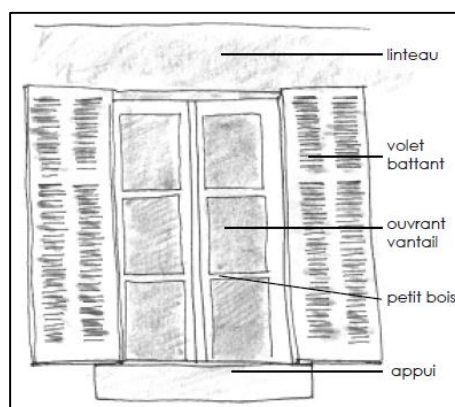 linteau
volet
battant
ouvrant
vantail
petit bois
appui